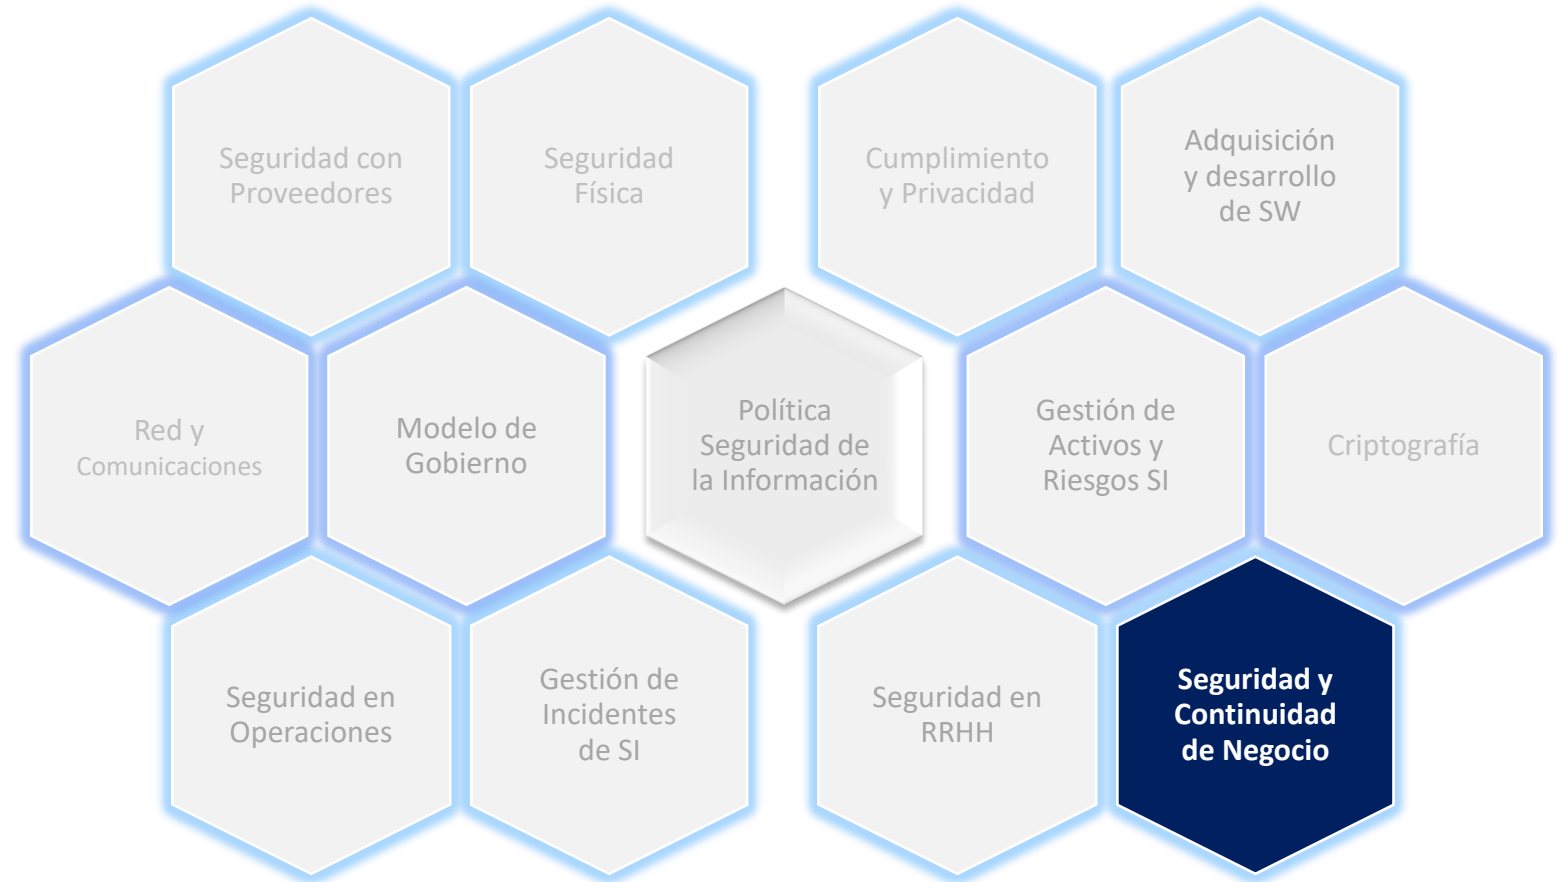 Seguridad con
Proveedores
Seguridad
Física
Cumplimiento
y Privacidad
Adquisición
y desarrollo
de SW
Red y
Comunicaciones
Modelo de
Gobierno
Política
Seguridad de
la Información
Gestión de
Activos y
Riesgos SI
Criptografía
Seguridad en
Operaciones
Gestión de
Incidentes
de SI
Seguridad en
RRHH
Seguridad y
Continuidad
de Negocio